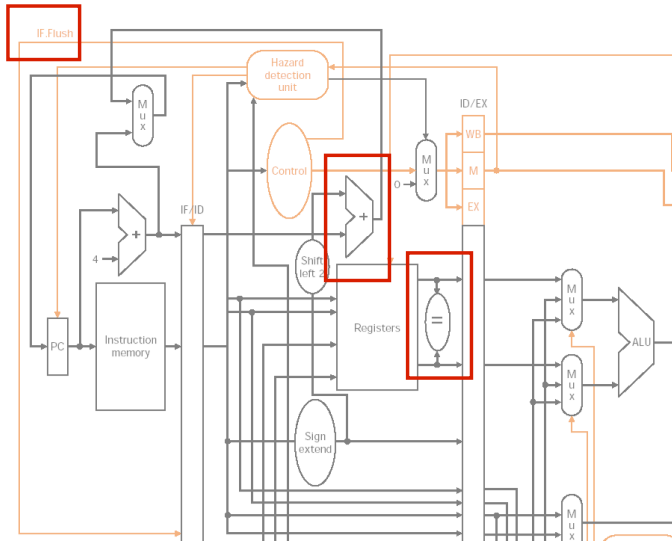 IF.Flush
Hazard
detection
unit
M
u
x
ID/EX
WB
Control
M
u
x
M
0
EX
IF/ID
+
+
4
Shift
left 2
M
u
x
=
Registers
PC
Instruction
memory
ALU
M
u
x
Sign
extend
M
u
x